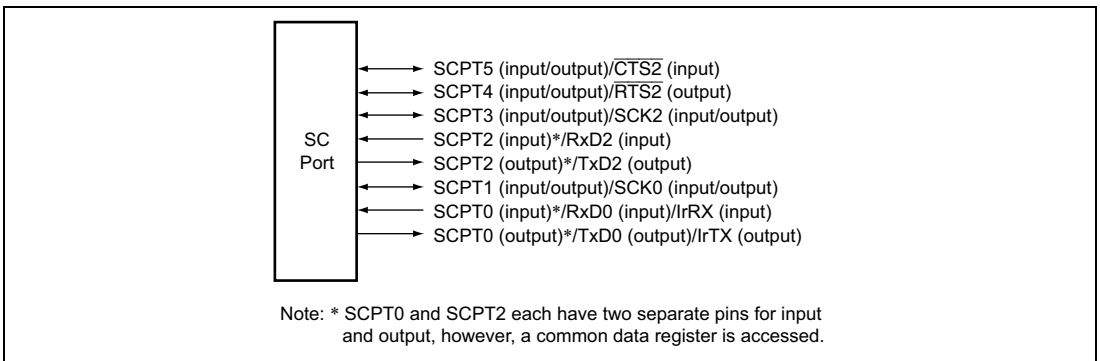 SC
Port
SCPT5 (input/output)/C̅T̅S̅2̅ (input)
SCPT4 (input/output)/R̅T̅S̅2̅ (output)
SCPT3 (input/output)/SCK2 (input/output)
SCPT2 (input)*/RxD2 (input)
SCPT2 (output)*/TxD2 (output)
SCPT1 (input/output)/SCK0 (input/output)
SCPT0 (input)*/RxD0 (input)/IrRX (input)
SCPT0 (output)*/TxD0 (output)/IrTX (output)
Note: * SCPT0 and SCPT2 each have two separate pins for input
and output, however, a common data register is accessed.